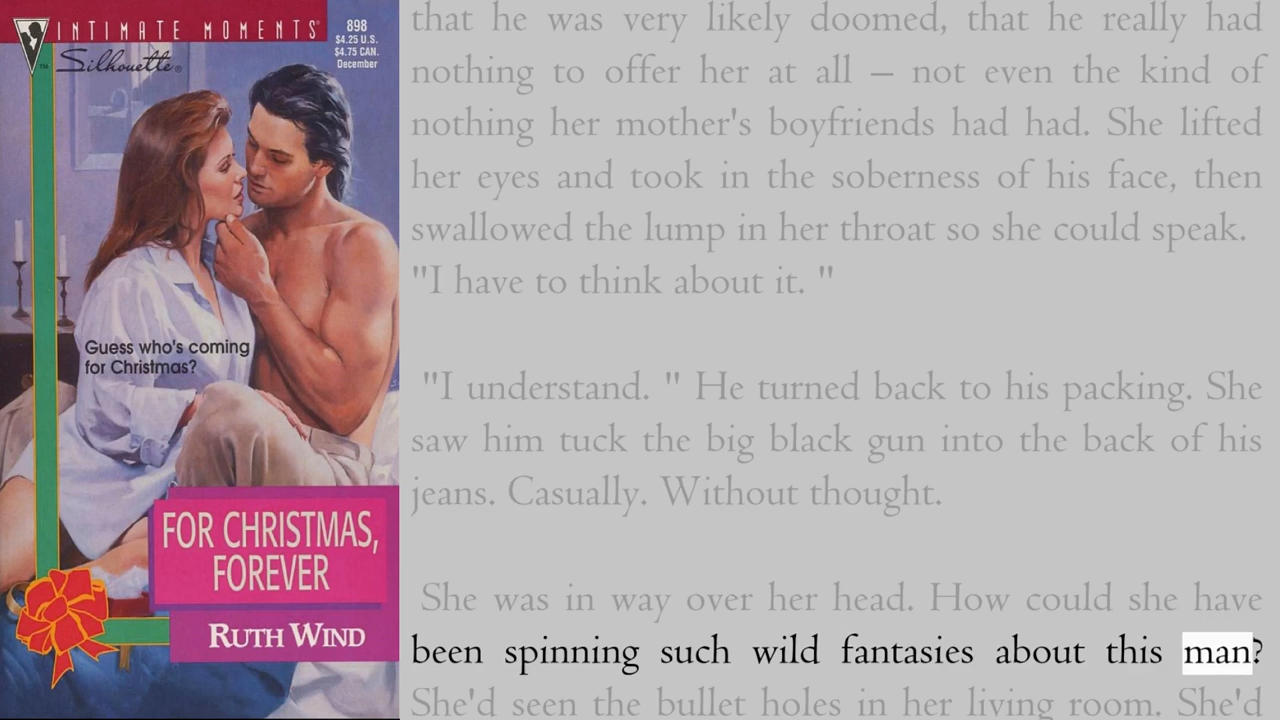 INTIMATE MOMENTS®
898
$4.25 U.S.
$4.75 CAN.
December
TM
Silhouette®
Guess who's coming
for Christmas?
FOR CHRISTMAS,
FOREVER
RUTH WIND
that he was very likely doomed, that he really had
nothing to offer her at all – not even the kind of
nothing her mother's boyfriends had had. She lifted
her eyes and took in the soberness of his face, then
swallowed the lump in her throat so she could speak.
"I have to think about it. "
"I understand. " He turned back to his packing. She
saw him tuck the big black gun into the back of his
jeans. Casually. Without thought.
She was in way over her head. How could she have
been spinning such wild fantasies about this man?
She'd seen the bullet holes in her living room. She'd